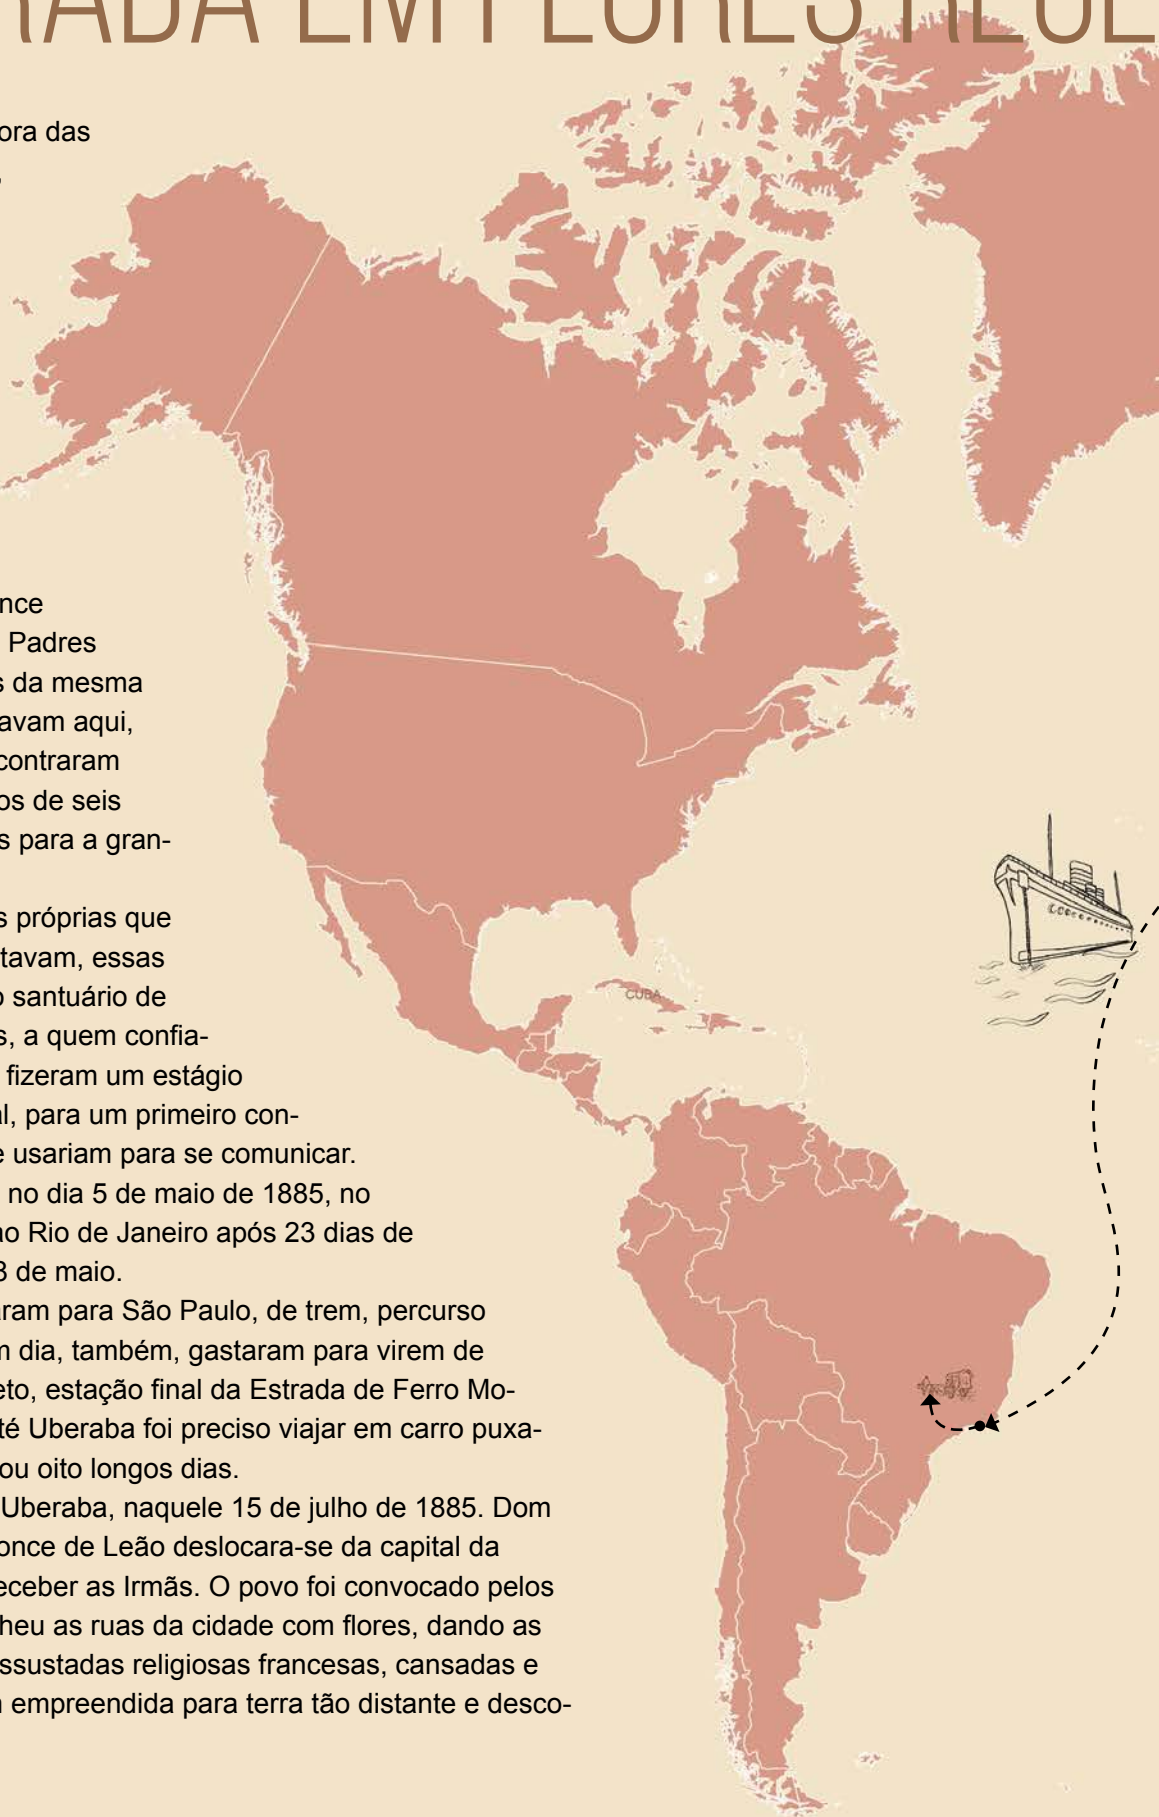 RADA EM FLORES RECE
ora das
,
nce
Padres
s da mesma
avam aqui,
contraram
os de seis
s para a gran-
s próprias que
tavam, essas
o santuário de
s, a quem confia-
fizeram um estágio
al, para um primeiro con-
e usariam para se comunicar.
no dia 5 de maio de 1885, no
ao Rio de Janeiro após 23 dias de
8 de maio.
aram para São Paulo, de trem, percurso
m dia, também, gastaram para virem de
eto, estação final da Estrada de Ferro Mo-
té Uberaba foi preciso viajar em carro puxa-
ou oito longos dias.
Uberaba, naquele 15 de julho de 1885. Dom
once de Leão deslocara-se da capital da
eceber as Irmãs. O povo foi convocado pelos
heu as ruas da cidade com flores, dando as
ssustadas religiosas francesas, cansadas e
n empreendida para terra tão distante e desco-
CUBA